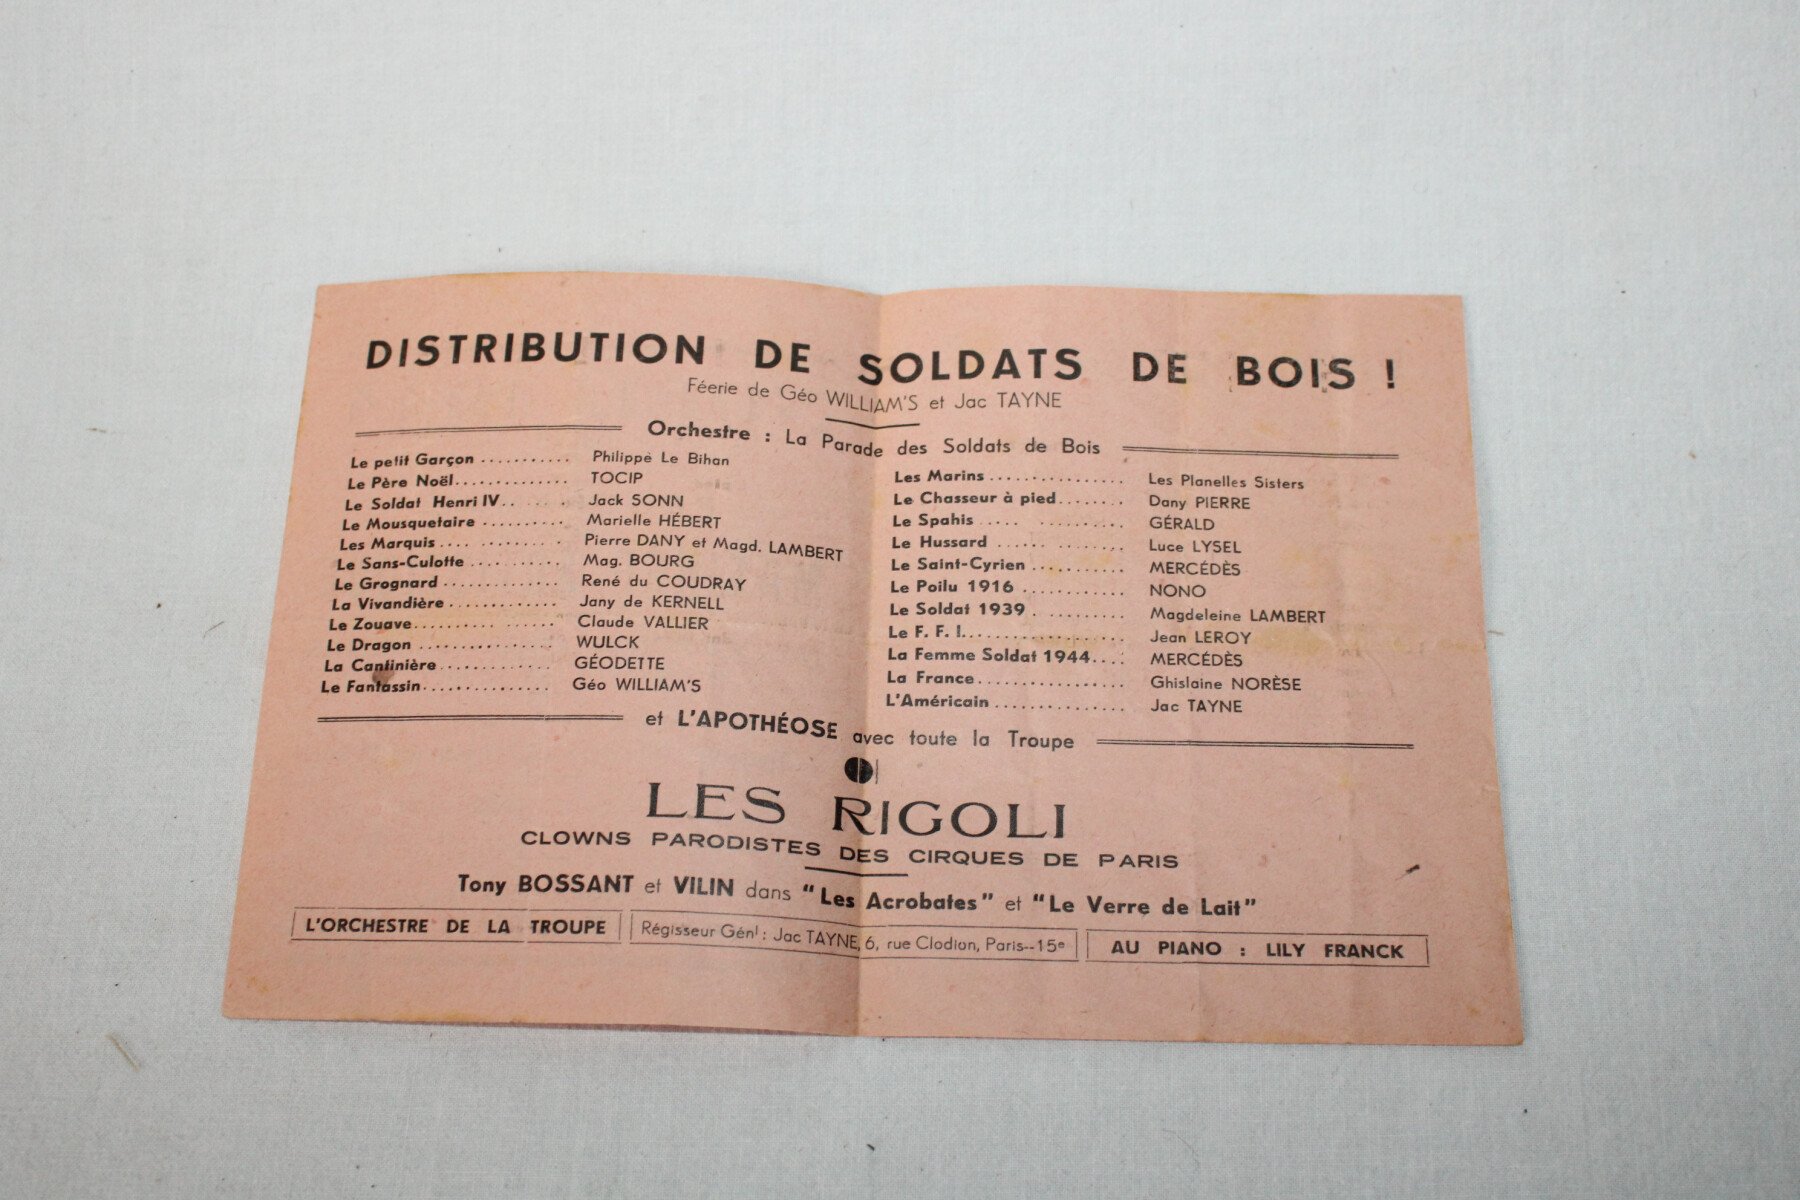 DISTRIBUTION DE SOLDATS DE BOIS !
Féerie de Géo WILLIAM'S et Jac TAYNE
Orchestre : La Parade des Soldats de Bois
Le petit Garçon ........... Philippe Le Bihan
Le Père Noël.............. TOCIP
Le Soldat Henri IV.. ...... Jack SONN
Le Mousquetaire .......... Marielle HÉBERT
Les Marquis.... .......... Pierre DANY et Magd. LAMBERT
Le Sans-Culotte .......... Mag. BOURG
Le Grognard ............. René du COUDRAY
La Vivandière ............ Jany de KERNELL
Le Zouave......... ...... Claude VALLIER
Le Dragon ................ WULCK
La Cantinière ............ GÉODETTE
Le Fantassin.............. Géo WILLIAM'S
Les Marins ................ Les Planelles Sisters
Le Chasseur à pied........ Dany PIERRE
Le Spahis ..... .......... GÉRALD
Le Hussard ...... ........ Luce LYSEL
Le Saint-Cyrien ........... MERCÉDÈS
Le Poilu 1916 ............ NONO
Le Soldat 1939 . ......... Magdeleine LAMBERT
Le F. F. I.................. Jean LEROY
La Femme Soldat 1944.... MERCÉDÈS
La France................. Ghislaine NORÈSE
L'Américain ............... Jac TAYNE
et L'APOTHÉOSE avec toute la Troupe
LES RIGOLI
CLOWNS PARODISTES DES CIRQUES DE PARIS
Tony BOSSANT et VILIN dans "Les Acrobates" et "Le Verre de Lait"
L'ORCHESTRE DE LA TROUPE
Régisseur Génl : Jac TAYNE, 6, rue Clodion, Paris--15e
AU PIANO : LILY FRANCK